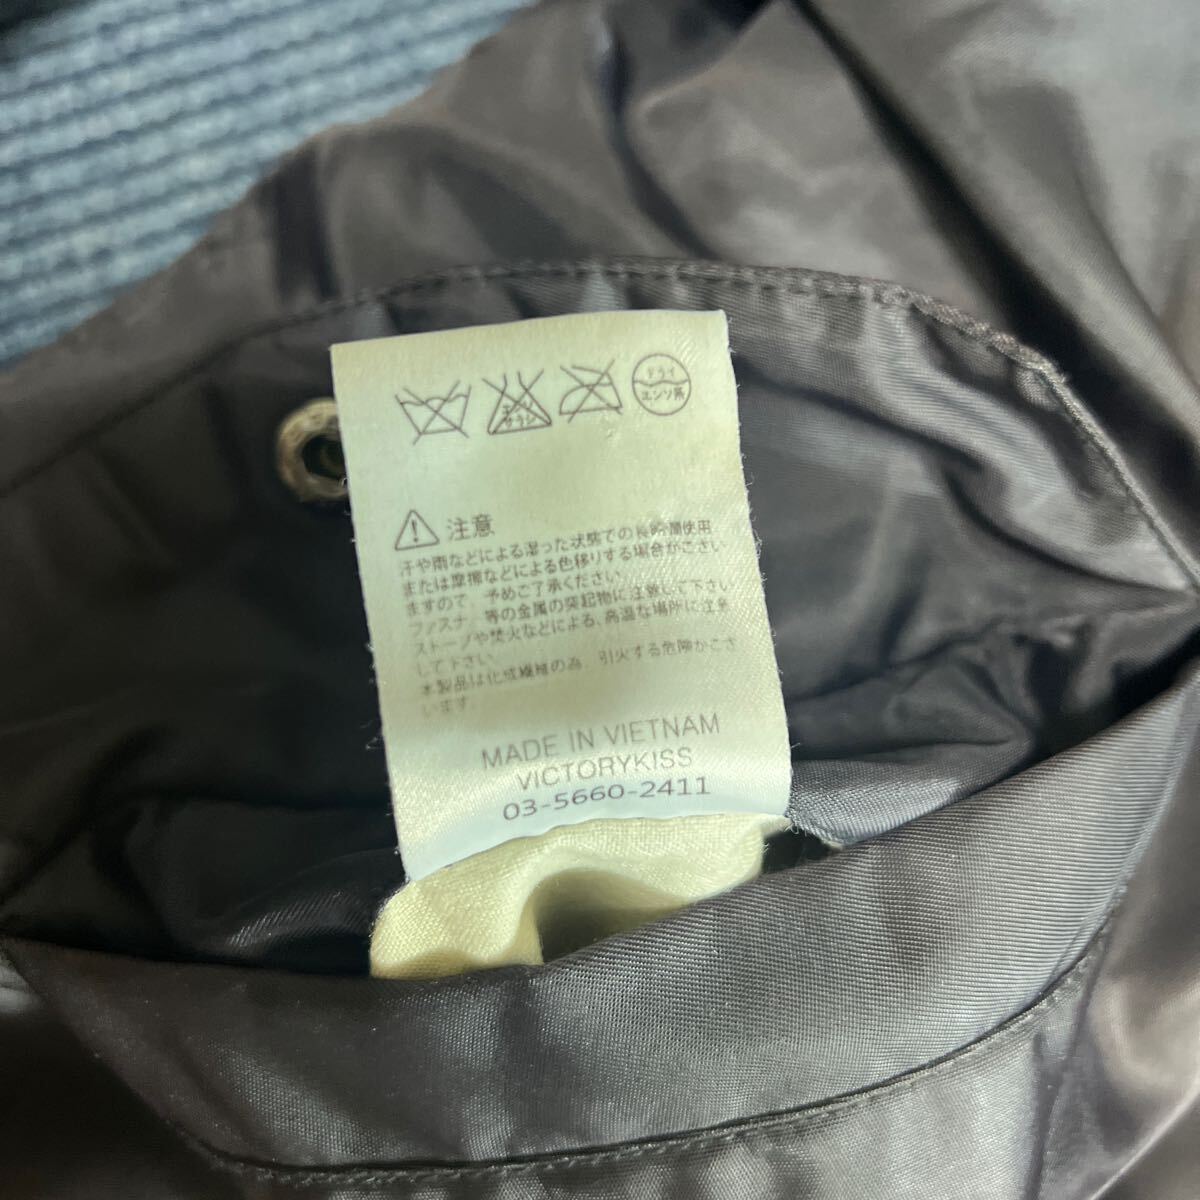 エンソ
サラシ
ドライ
エンソ系
注意
汗や雨などによる湿った状態での長時間使用
または摩擦などによる色移りする場合がござい
ますので、予めご了承ください。
ファスナ、等の金属の突起物に注意して下さい
ストーブや焚火などによる、高温な場所に注意
して下さい。
本製品は化成繊維の為、引火する危険がござ
います。
MADE IN VIETNAM
VICTORYKISS
03-5660-2411